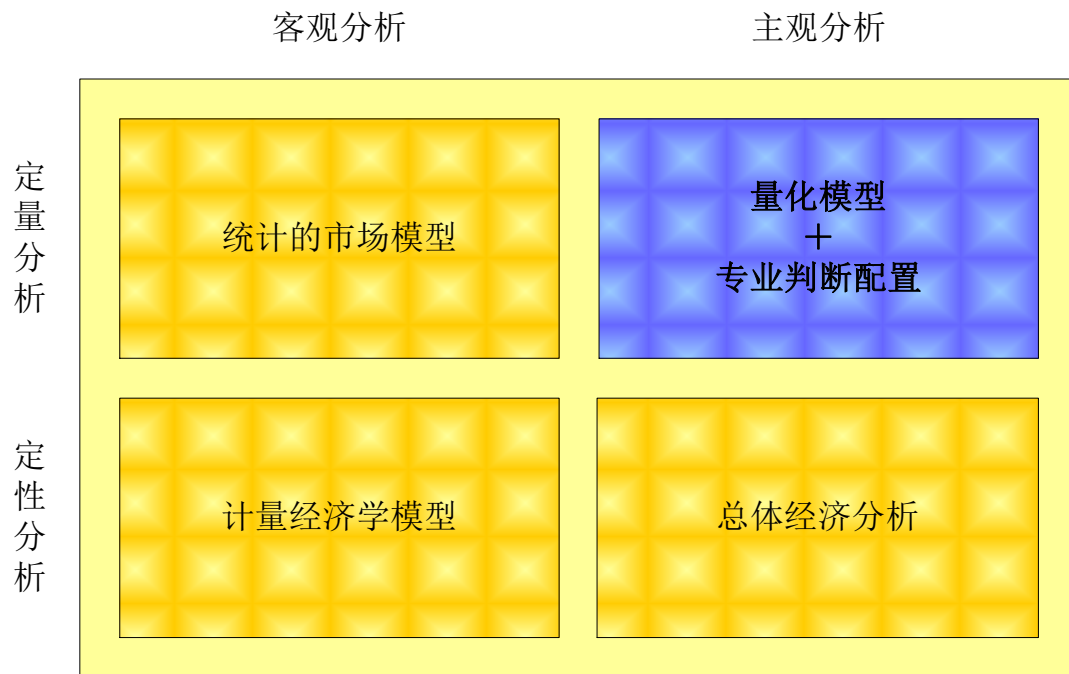 客观分析
主观分析
定量分析
统计的市场模型
量化模型
＋
专业判断配置
定性分析
计量经济学模型
总体经济分析